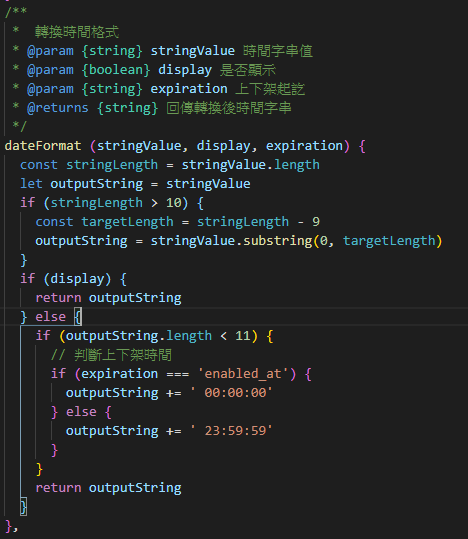 /**
 *  轉換時間格式
 * @param {string} stringValue 時間字串值
 * @param {boolean} display 是否顯示
 * @param {string} expiration 上下架起訖
 * @returns {string} 回傳轉換後時間字串
 */
dateFormat (stringValue, display, expiration) {
  const stringLength = stringValue.length
  let outputString = stringValue
  if (stringLength > 10) {
    const targetLength = stringLength - 9
    outputString = stringValue.substring(0, targetLength)
  }
  if (display) {
    return outputString
  } else {
    if (outputString.length < 11) {
      // 判斷上下架時間
      if (expiration === 'enabled_at') {
        outputString += ' 00:00:00'
      } else {
        outputString += ' 23:59:59'
      }
    }
    return outputString
  }
},